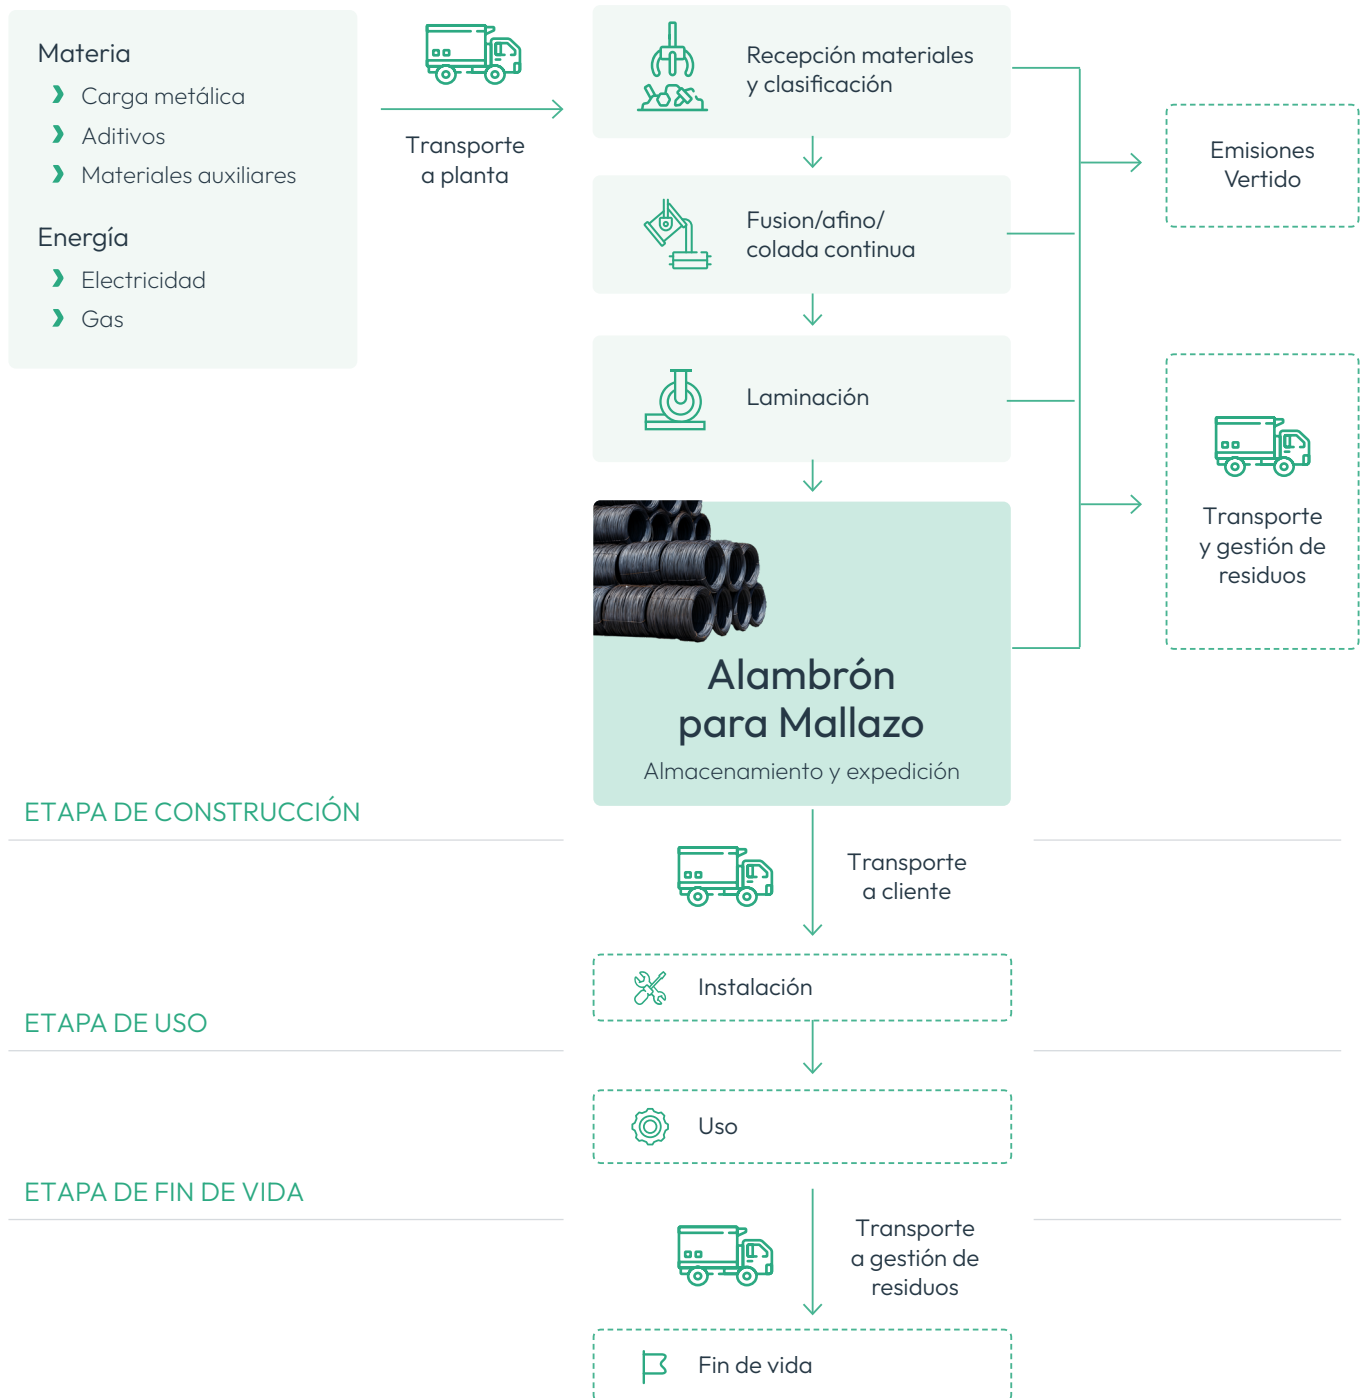 Materia
Carga metálica
Aditivos
Materiales auxiliares
Energía
Electricidad
Gas
Transporte
a planta
Recepción materiales
y clasificación
Fusion/afino/
colada continua
Laminación
Emisiones
Vertido
Transporte
y gestión de
residuos
Alambrón
para Mallazo
Almacenamiento y expedición
ETAPA DE CONSTRUCCIÓN
Transporte
a cliente
Instalación
ETAPA DE USO
Uso
ETAPA DE FIN DE VIDA
Transporte
a gestión de
residuos
Fin de vida